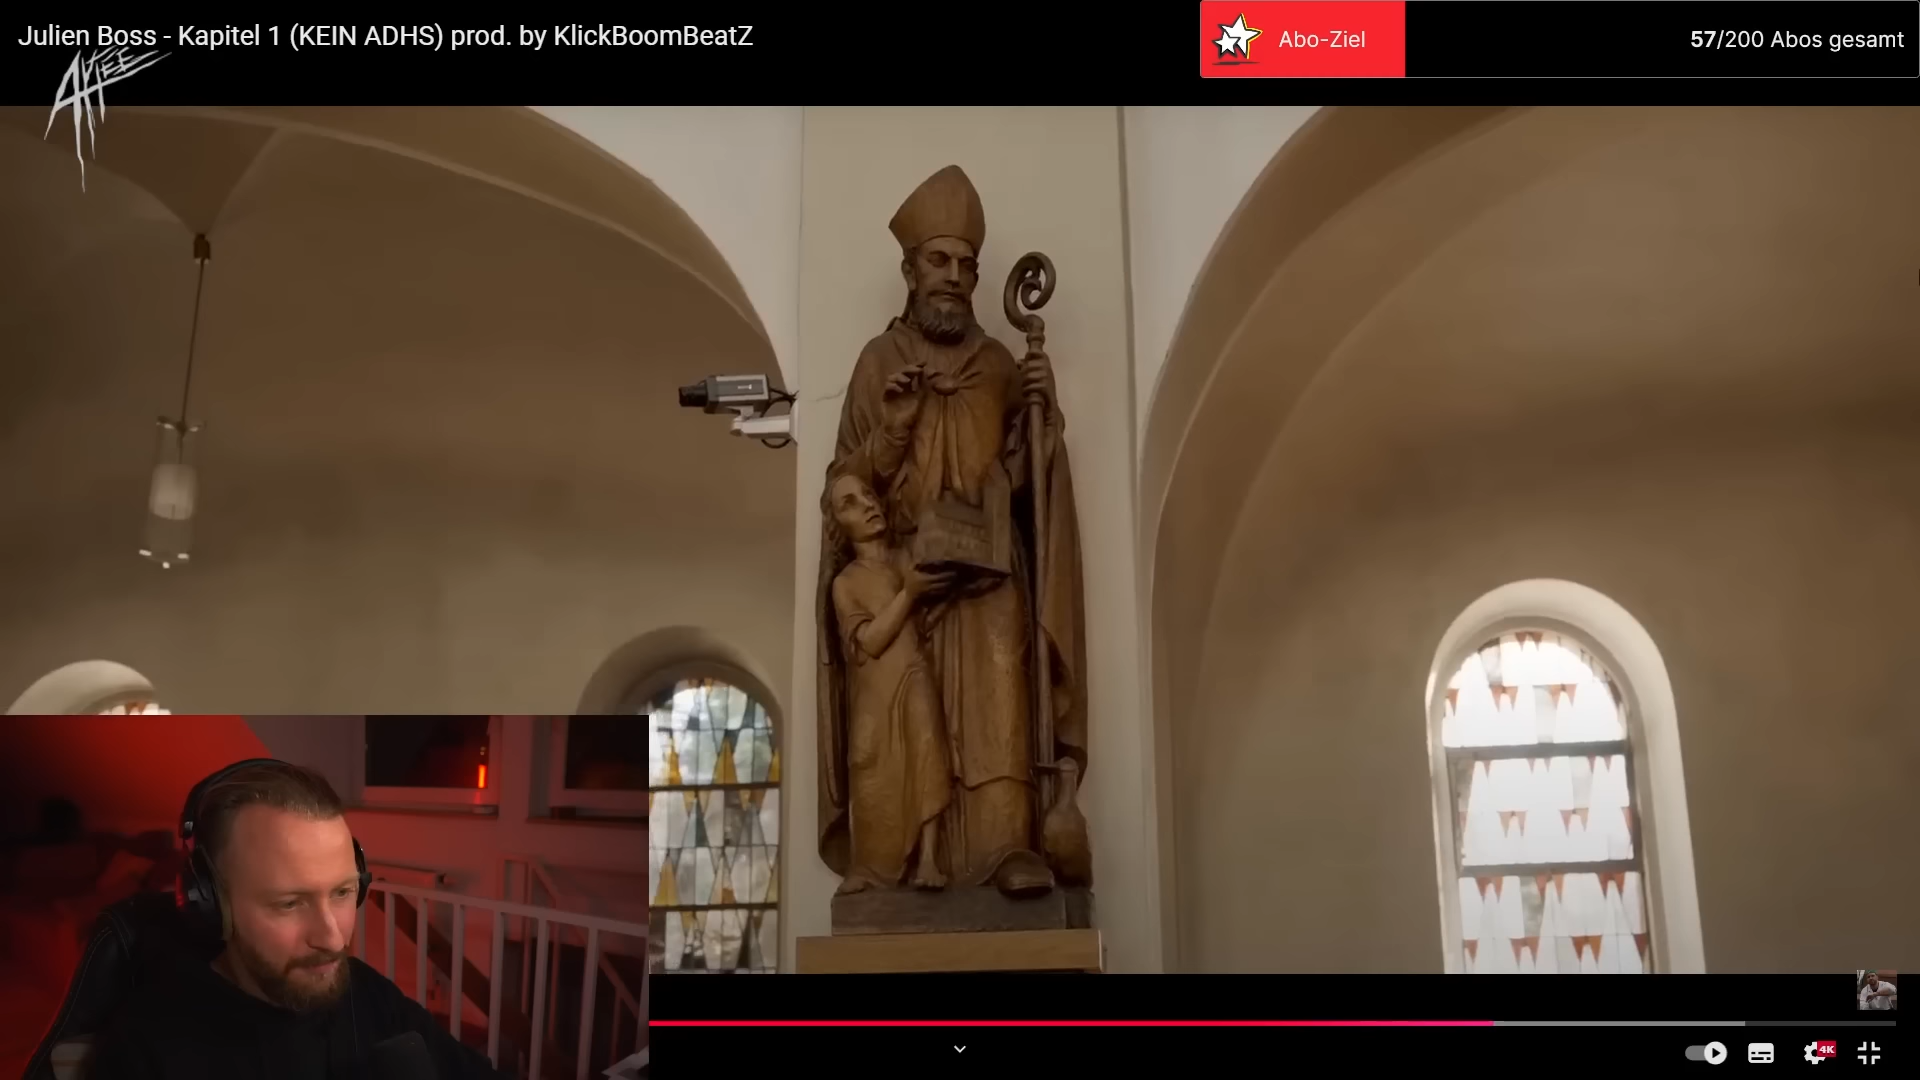 Julien Boss - Kapitel 1 (KEIN ADHS) prod. by KlickBoomBeatZ
Abo-Ziel
57/200 Abos gesamt
4K